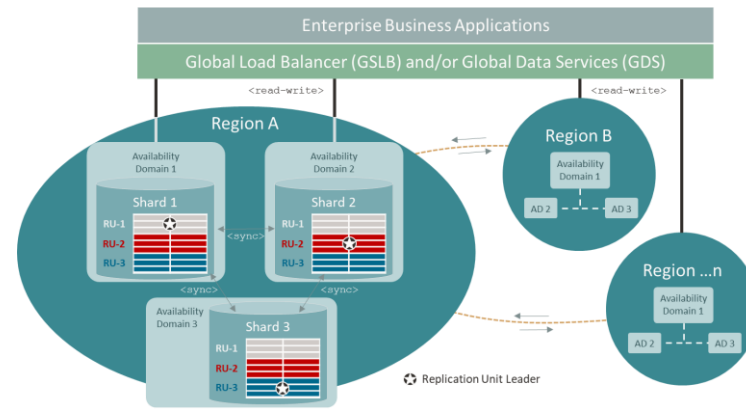 Enterprise Business Applications
Global Load Balancer (GSLB) and/or Global Data Services (GDS)
<read-write>
<read-write>
Region A
Availability
Domain 1
Shard 1
RU-1
RU-2
RU-3
<sync>
Availability
Domain 2
Shard 2
RU-1
RU-2
RU-3
<sync>
<sync>
Availability
Domain 3
Shard 3
RU-1
RU-2
RU-3
Region B
Availability
Domain 1
AD 2
AD 3
Region ...n
Availability
Domain 1
AD 2
AD 3
Replication Unit Leader